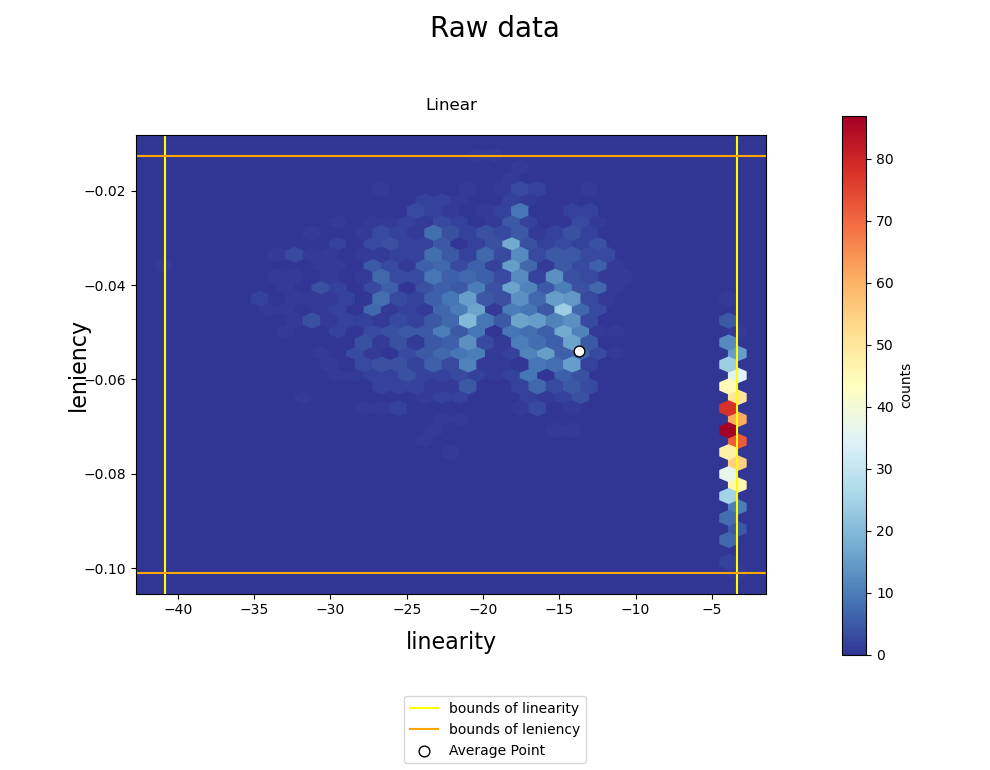 Raw data
Linear
−0.02
−0.04
−0.06
−0.08
−0.10
leniency
−40
−35
−30
−25
−20
−15
−10
−5
linearity
80
70
60
50
40
30
20
10
0
counts
bounds of linearity
bounds of leniency
Average Point